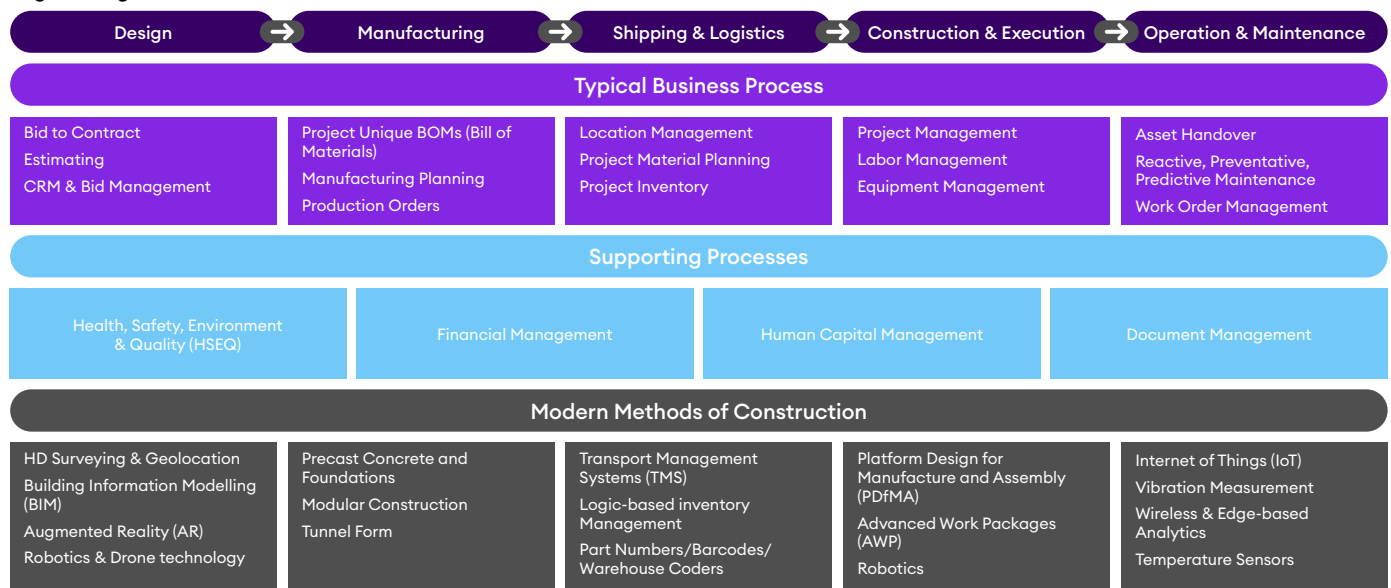 Design
Manufacturing
Shipping & Logistics
Construction & Execution
Operation & Maintenance
Typical Business Process
Bid to Contract
Estimating
CRM & Bid Management
Project Unique BOMs (Bill of
Materials)
Manufacturing Planning
Production Orders
Location Management
Project Material Planning
Project Inventory
Project Management
Labor Management
Equipment Management
Asset Handover
Reactive, Preventative,
Predictive Maintenance
Work Order Management
Supporting Processes
Health, Safety, Environment
& Quality (HSEQ)
Financial Management
Human Capital Management
Document Management
Modern Methods of Construction
HD Surveying & Geolocation
Building Information Modelling
(BIM)
Augmented Reality (AR)
Robotics & Drone technology
Precast Concrete and
Foundations
Modular Construction
Tunnel Form
Transport Management
Systems (TMS)
Logic-based inventory
Management
Part Numbers/Barcodes/
Warehouse Coders
Platform Design for
Manufacture and Assembly
(PDfMA)
Advanced Work Packages
(AWP)
Robotics
Internet of Things (IoT)
Vibration Measurement
Wireless & Edge-based
Analytics
Temperature Sensors